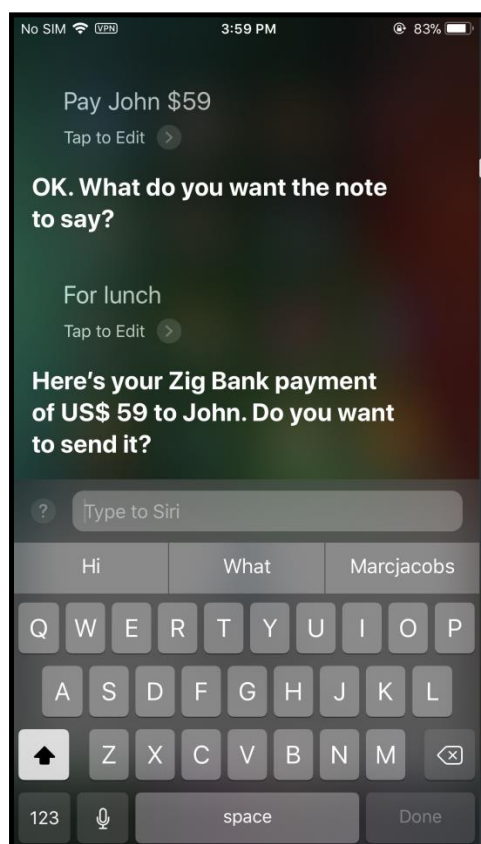 No SIM VPN 3:59 PM 83%
Pay John $59
Tap to Edit
OK. What do you want the note
to say?
For lunch
Tap to Edit
Here's your Zig Bank payment
of US$ 59 to John. Do you want
to send it?
? Type to Siri
Hi What Marcjacobs
Q W E R T Y U I O P
A S D F G H J K L
Z X C V B N M
123 space Done